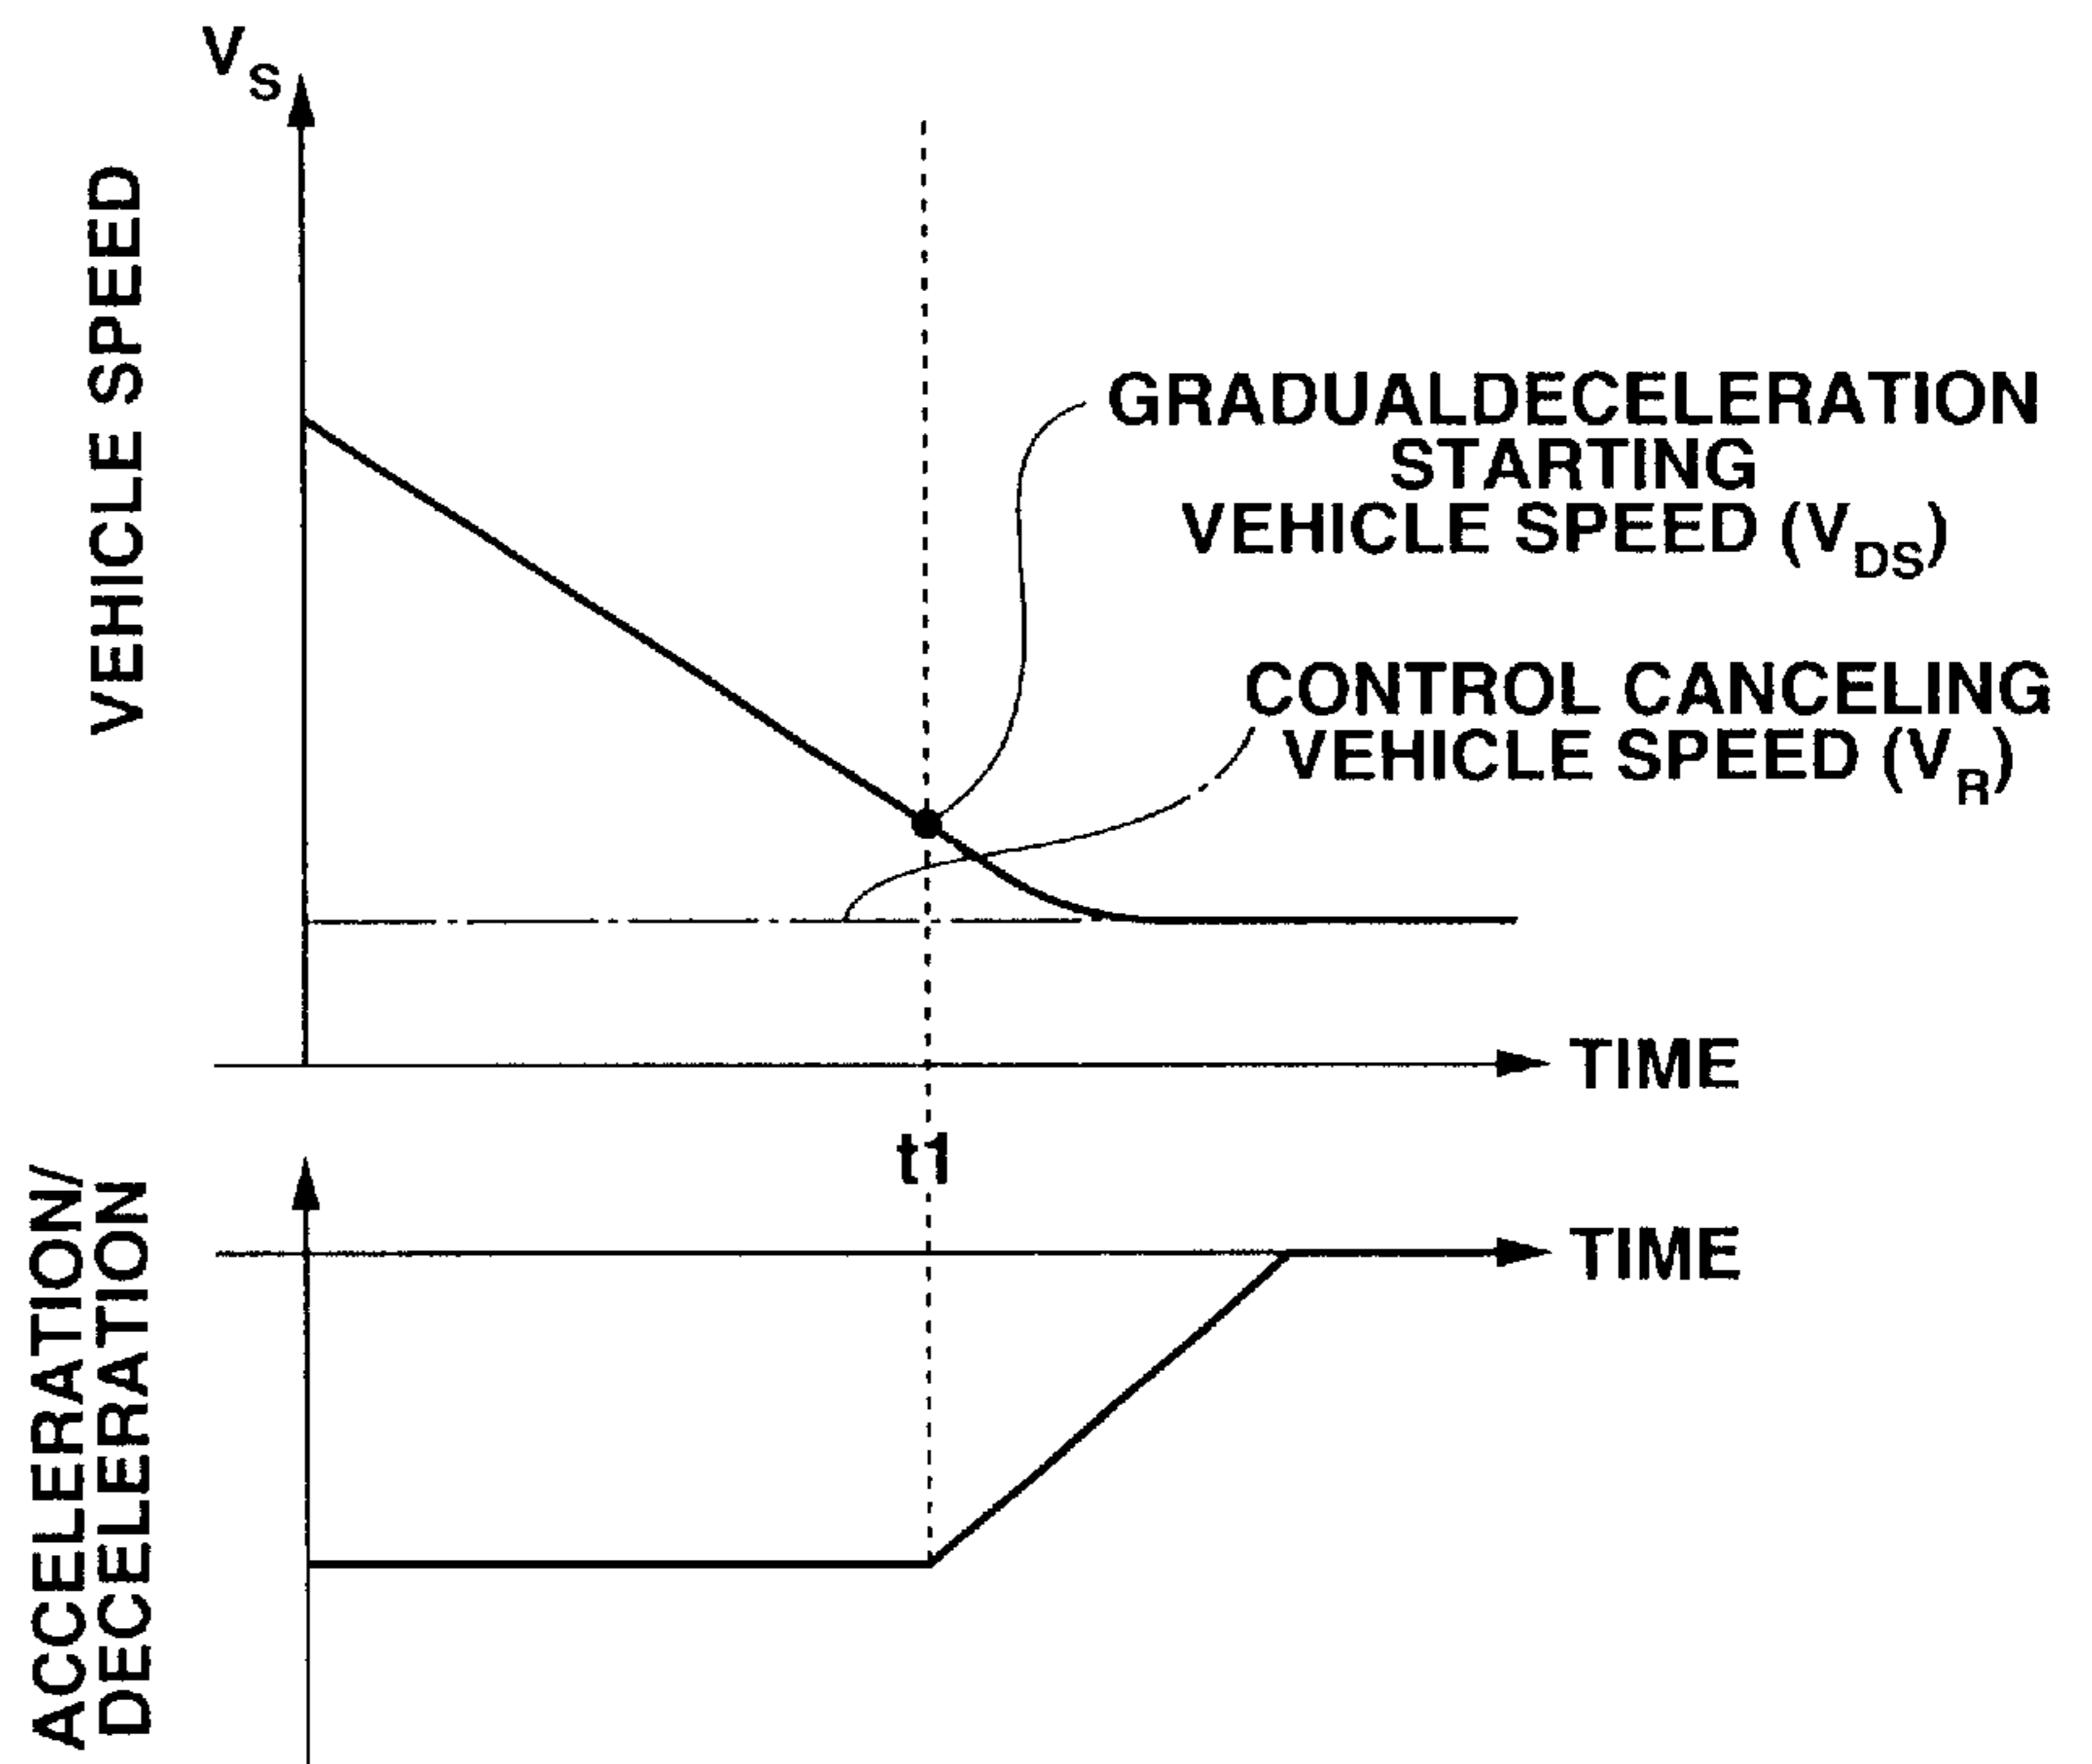 VS
VEHICLE SPEED
GRADUALDECELERATION
STARTING
VEHICLE SPEED (VDS)
CONTROL CANCELING
VEHICLE SPEED (VR)
TIME
t1
ACCELERATION/
DECELERATION
TIME